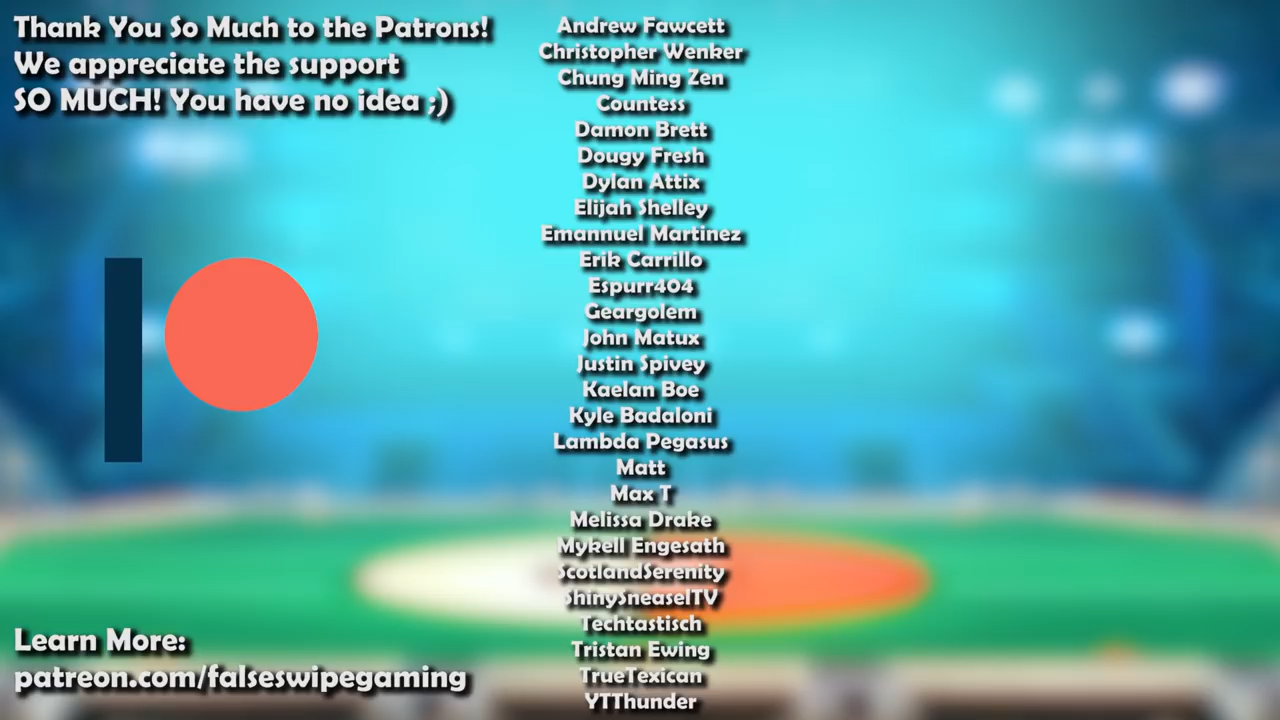 Thank You So Much to the Patrons!
We appreciate the support
SO MUCH! You have no idea ;)
Andrew Fawcett
Christopher Wenker
Chung Ming Zen
Countess
Damon Brett
Dougy Fresh
Dylan Attix
Elijah Shelley
Emannuel Martinez
Erik Carrillo
Espurr404
Geargolem
John Matux
Justin Spivey
Kaelan Boe
Kyle Badaloni
Lambda Pegasus
Matt
Max T
Melissa Drake
Mykell Engesath
ScotlandSerenity
ShinySneaselTV
Techtastisch
Tristan Ewing
TrueTexican
YTThunder
Learn More:
patreon.com/falseswipegaming